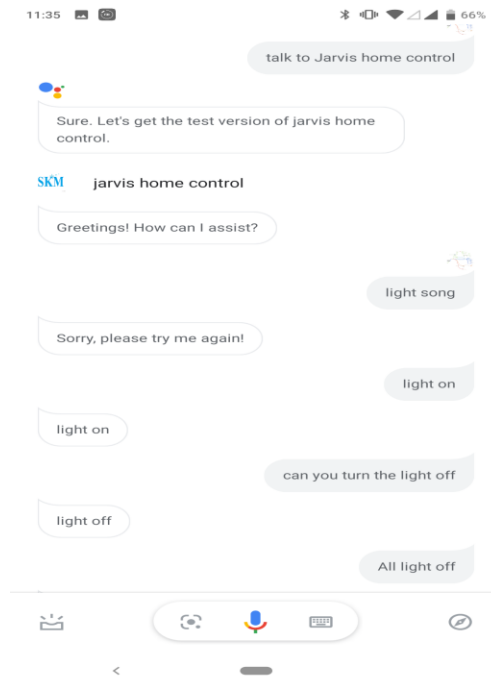 11:35 66%
talk to Jarvis home control
Sure. Let's get the test version of jarvis home
control.
SKM jarvis home control
Greetings! How can I assist?
light song
Sorry, please try me again!
light on
light on
can you turn the light off
light off
All light off